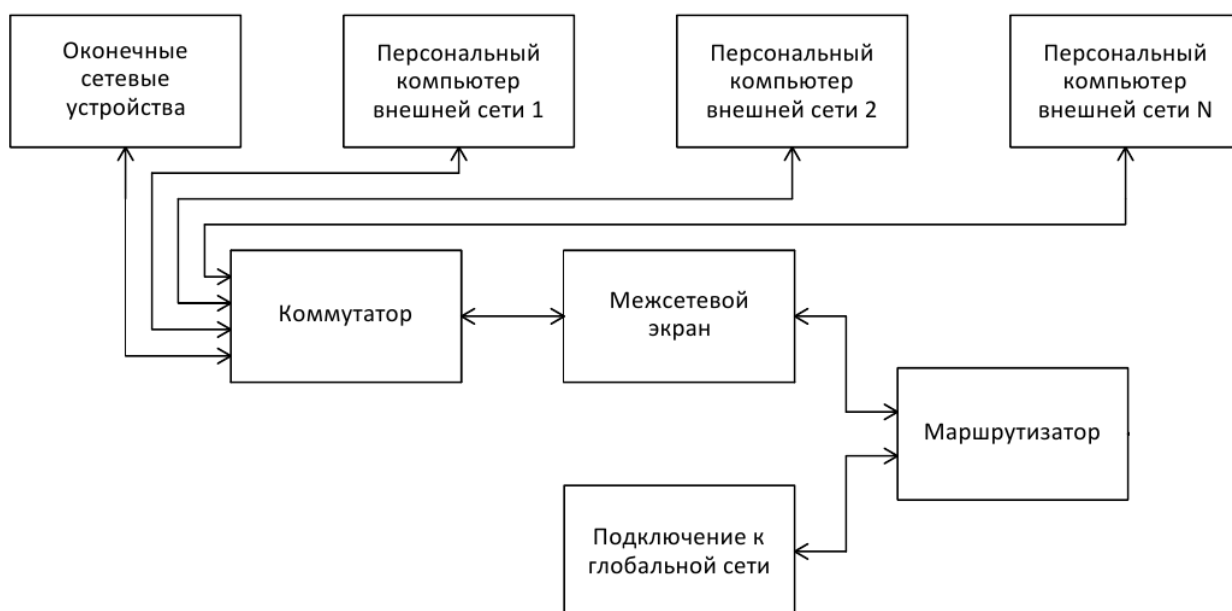 Оконечные
сетевые
устройства
Персональный
компьютер
внешней сети 1
Персональный
компьютер
внешней сети 2
Персональный
компьютер
внешней сети N
Коммутатор
Межсетевой
экран
Маршрутизатор
Подключение к
глобальной сети